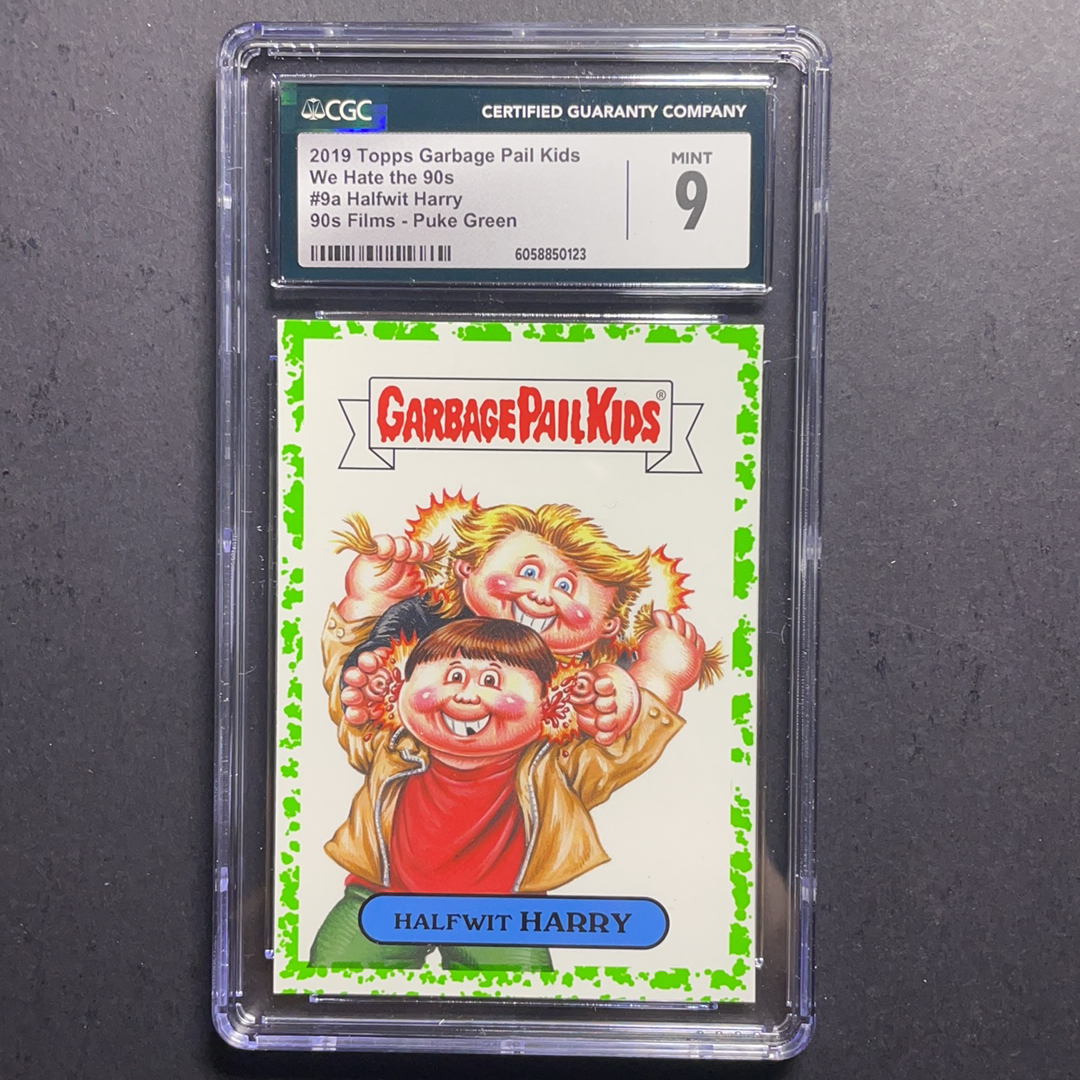 CGC CERTIFIED GUARANTY COMPANY
2019 Topps Garbage Pail Kids
We Hate the 90s
#9a Halfwit Harry
90s Films - Puke Green
MINT
9
6058850123
GARBAGE PAIL KIDS®
HALFWIT HARRY